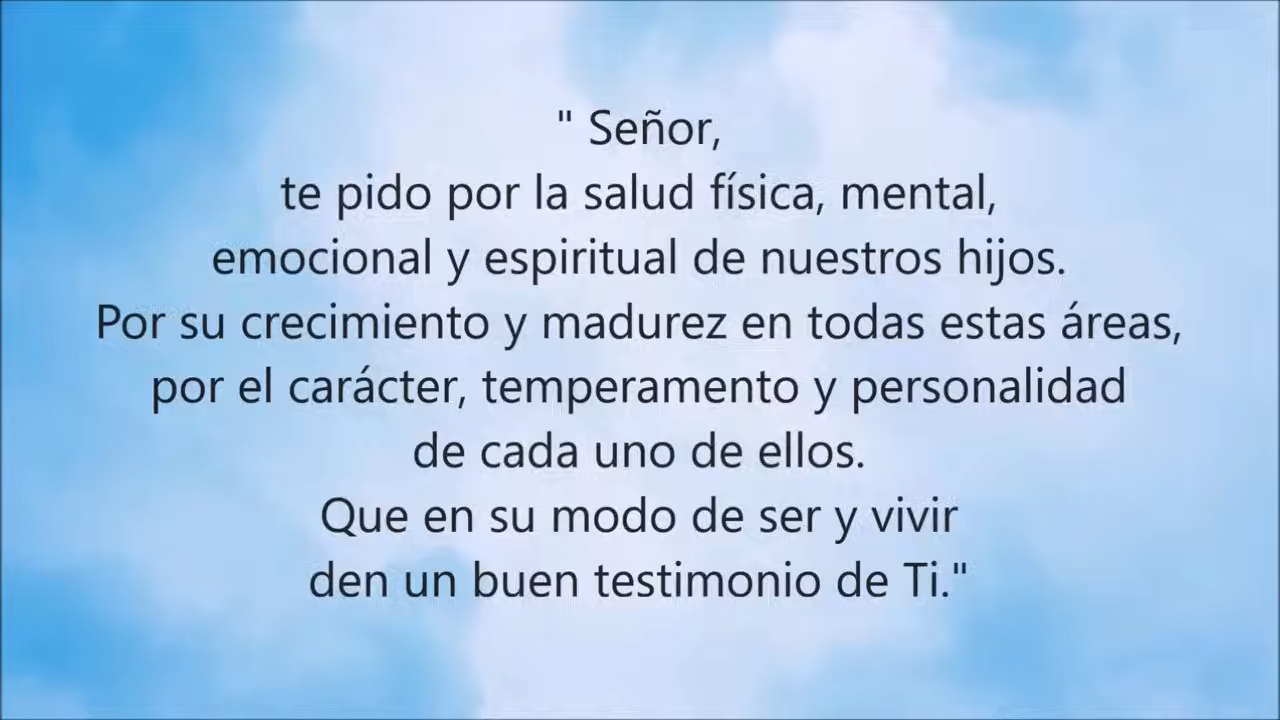 " Señor,
te pido por la salud física, mental,
emocional y espiritual de nuestros hijos.
Por su crecimiento y madurez en todas estas áreas,
por el carácter, temperamento y personalidad
de cada uno de ellos.
Que en su modo de ser y vivir
den un buen testimonio de Ti."